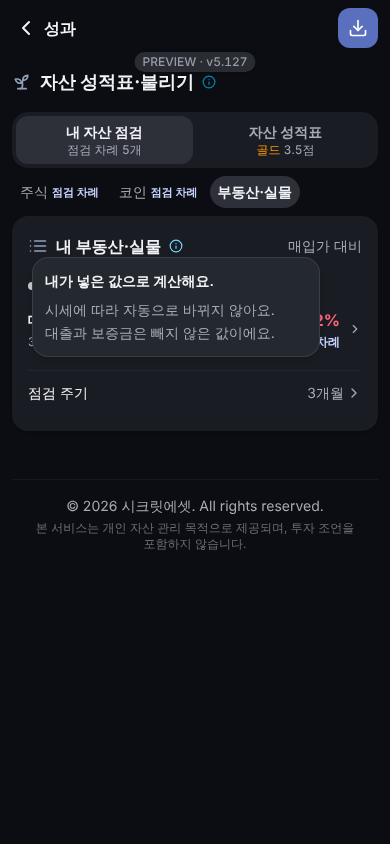 성과
PREVIEW · v5.127
자산 성적표·불리기
내 자산 점검
점검 차례 5개
자산 성적표
골드 3.5점
주식 점검 차례
코인 점검 차례
부동산·실물
내 부동산·실물
매입가 대비
내가 넣은 값으로 계산해요.
시세에 따라 자동으로 바뀌지 않아요.
대출과 보증금은 빼지 않은 값이에요.
2%
차례
점검 주기
3개월
© 2026 시크릿에셋. All rights reserved.
본 서비스는 개인 자산 관리 목적으로 제공되며, 투자 조언을
포함하지 않습니다.